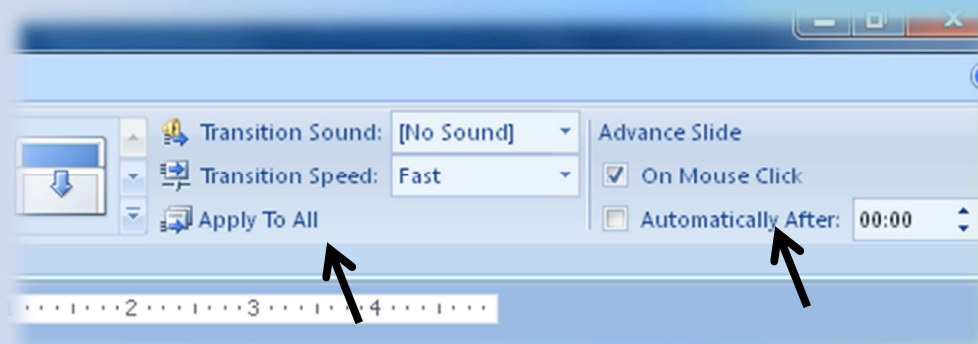 Transition Sound: [No Sound]
Transition Speed: Fast
Apply To All
Advance Slide
On Mouse Click
Automatically After: 00:00
2 3 4